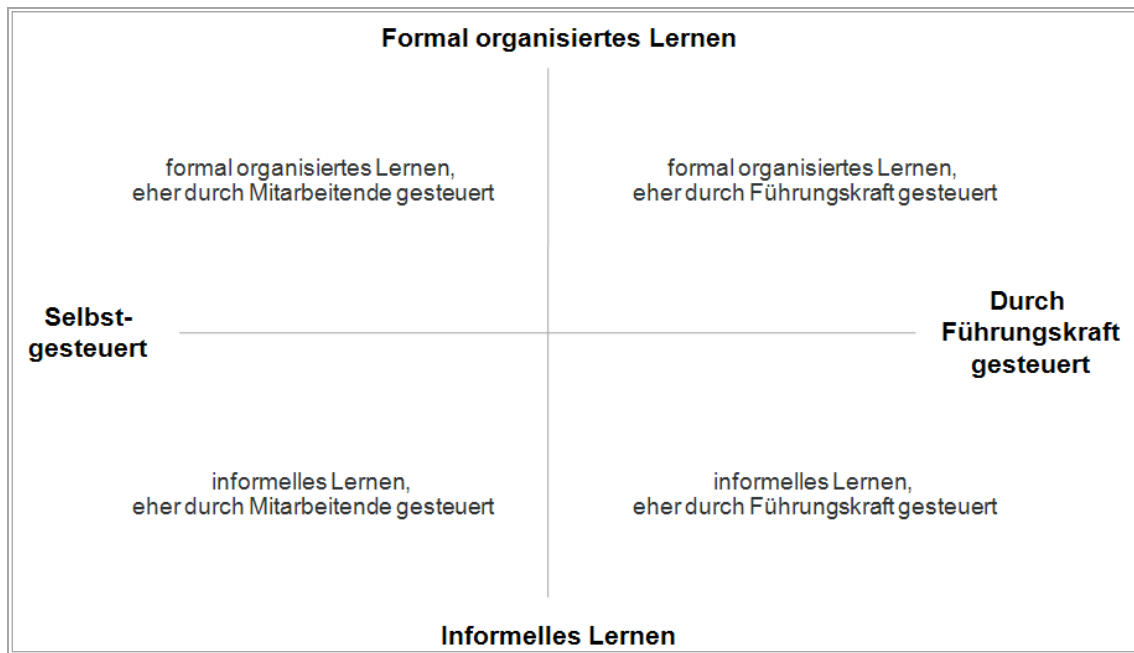 Formal organisiertes Lernen
formal organisiertes Lernen,
eher durch Mitarbeitende gesteuert
formal organisiertes Lernen,
eher durch Führungskraft gesteuert
Selbst-
gesteuert
Durch
Führungskraft
gesteuert
informelles Lernen,
eher durch Mitarbeitende gesteuert
informelles Lernen,
eher durch Führungskraft gesteuert
Informelles Lernen